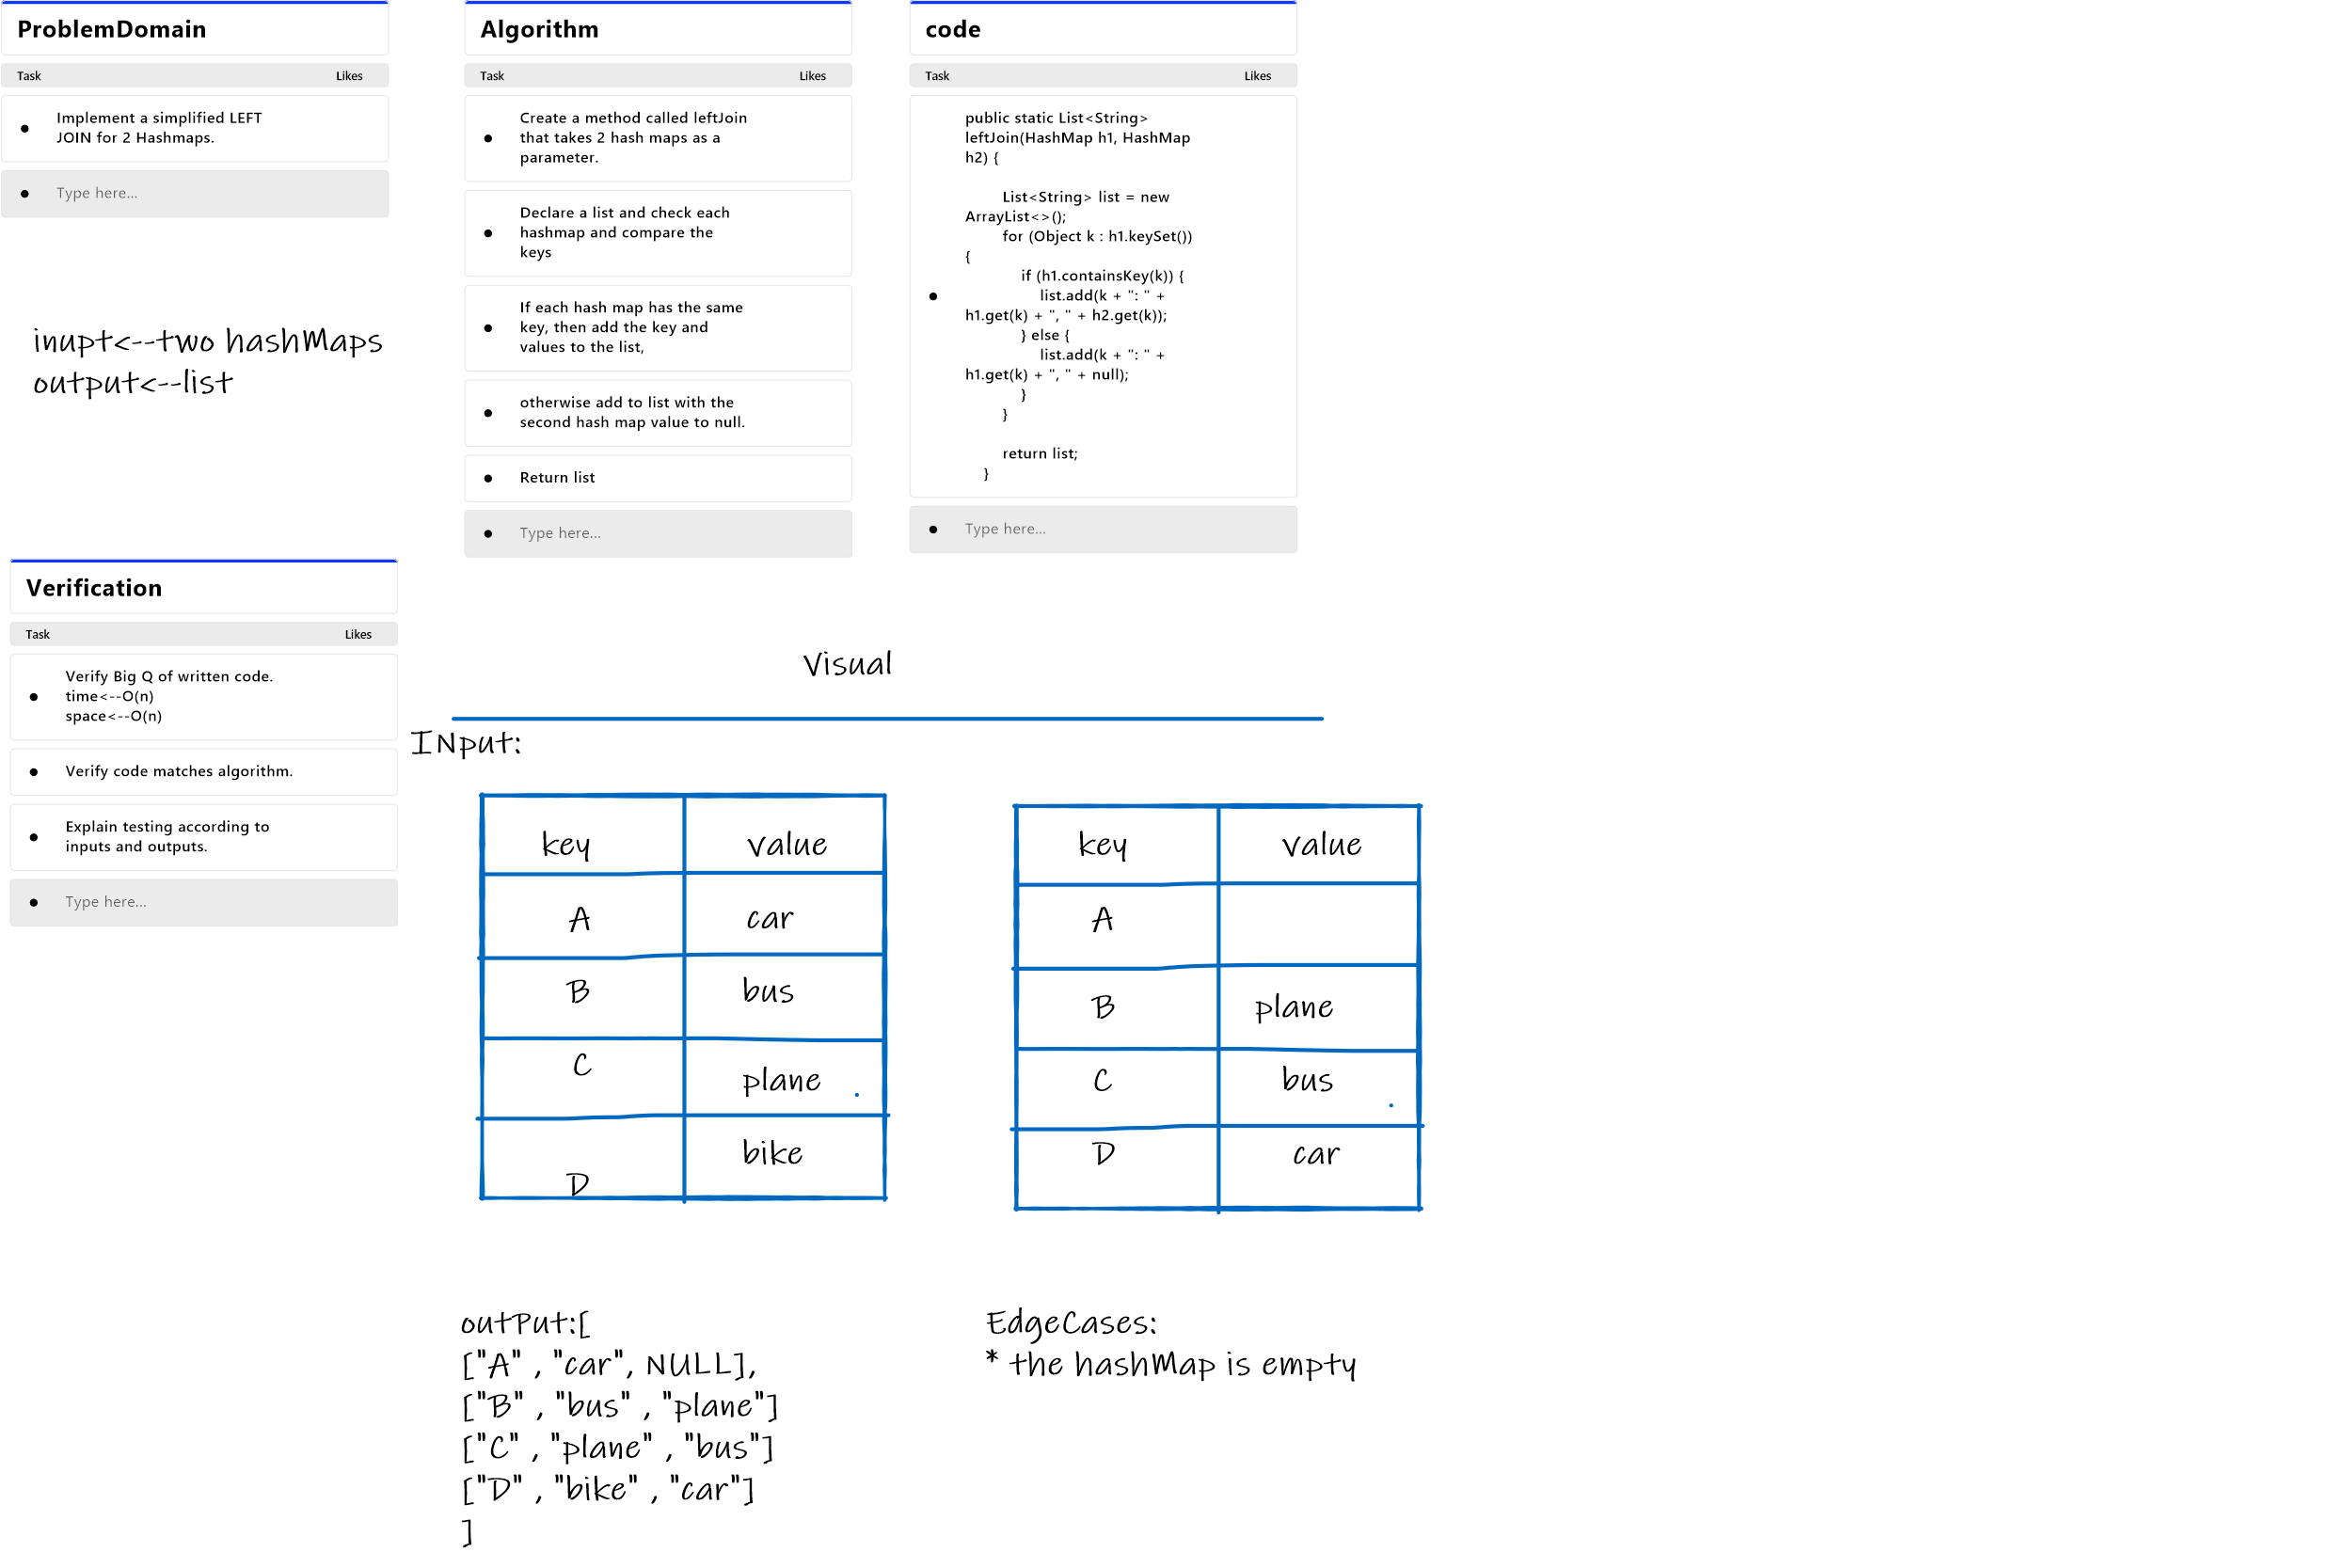 ProblemDomain
Task Likes
Implement a simplified LEFT
JOIN for 2 Hashmaps.
Type here...
inupt<--two hashMaps
output<--list
Algorithm
Task Likes
Create a method called leftJoin
that takes 2 hash maps as a
parameter.
Declare a list and check each
hashmap and compare the
keys
If each hash map has the same
key, then add the key and
values to the list,
otherwise add to list with the
second hash map value to null.
Return list
Type here...
code
Task Likes
public static List<String>
leftJoin(HashMap h1, HashMap
h2) {
List<String> list = new
ArrayList<>();
for (Object k : h1.keySet())
{
if (h1.containsKey(k)) {
list.add(k + ": " +
h1.get(k) + ", " + h2.get(k));
} else {
list.add(k + ": " +
h1.get(k) + ", " + null);
}
}
return list;
}
Type here...
Verification
Task Likes
Verify Big Q of written code.
time<--O(n)
space<--O(n)
Verify code matches algorithm.
Explain testing according to
inputs and outputs.
Type here...
Visual
INput:
key value
A car
B bus
C plane
D bike
key value
A
B plane
C bus
D car
outPut:[
["A" , "car", NULL],
["B" , "bus" , "plane"]
["C" , "plane" , "bus"]
["D" , "bike" , "car"]
]
EdgeCases:
* the hashMap is empty